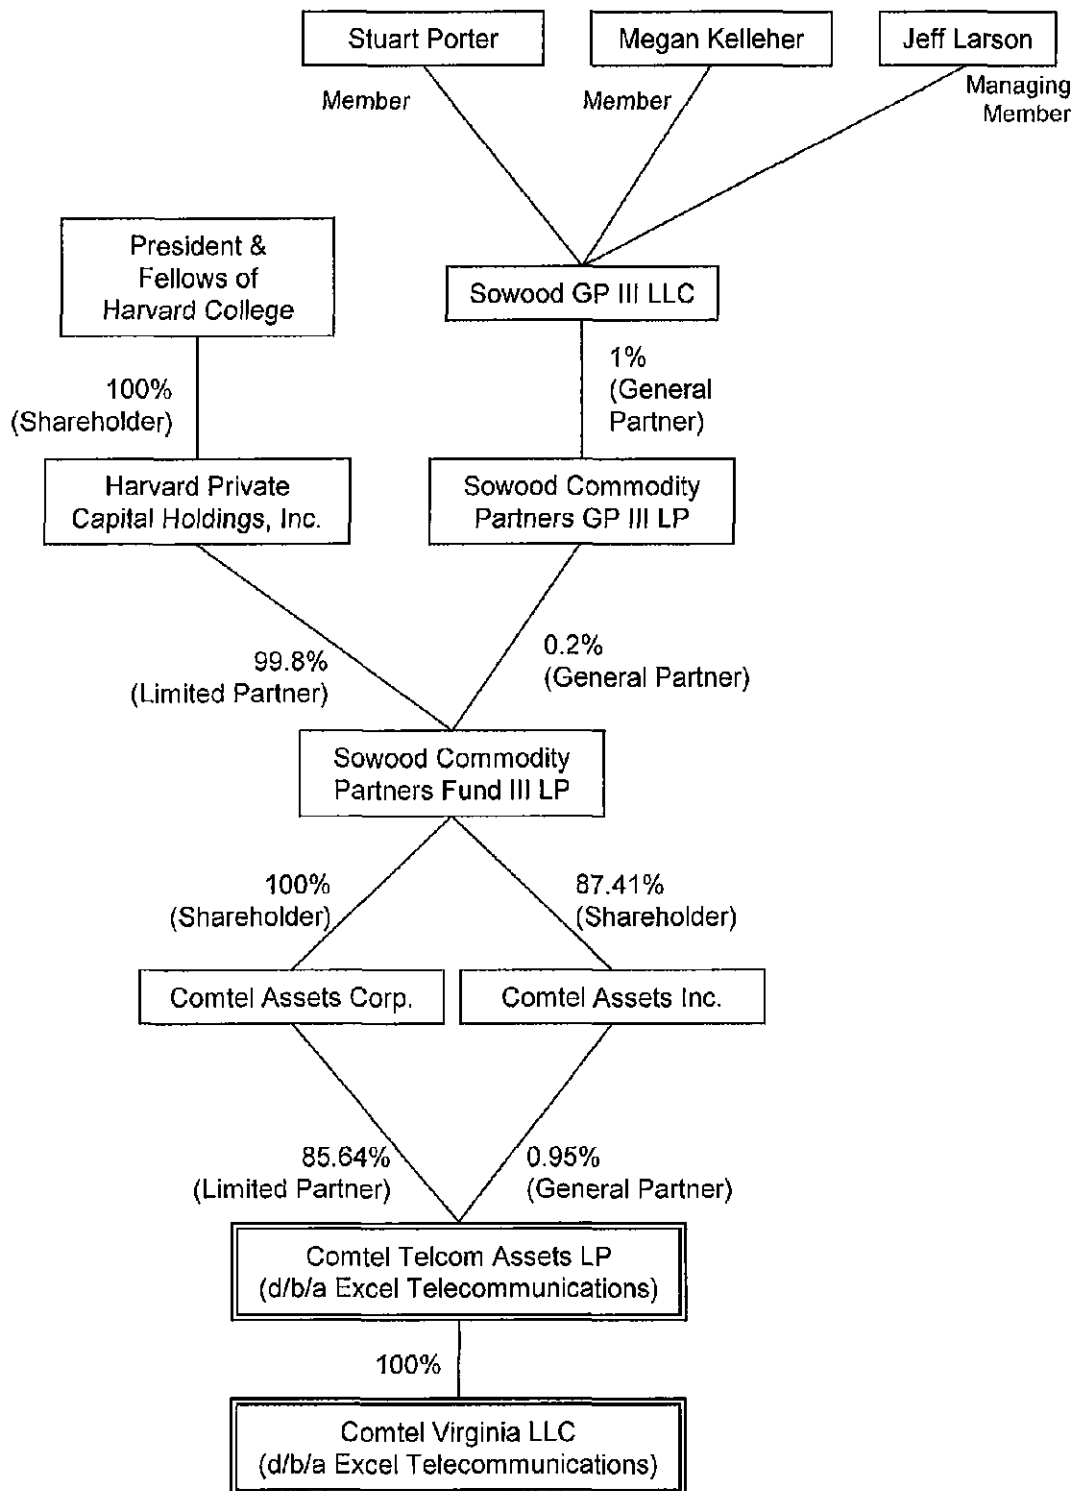 Stuart Porter
Megan Kelleher
Jeff Larson
Member
Member
Managing
Member
President &
Fellows of
Harvard College
Sowood GP III LLC
100%
(Shareholder)
1%
(General
Partner)
Harvard Private
Capital Holdings, Inc.
Sowood Commodity
Partners GP III LP
99.8%
(Limited Partner)
0.2%
(General Partner)
Sowood Commodity
Partners Fund III LP
100%
(Shareholder)
87.41%
(Shareholder)
Comtel Assets Corp.
Comtel Assets Inc.
85.64%
(Limited Partner)
0.95%
(General Partner)
Comtel Telcom Assets LP
(d/b/a Excel Telecommunications)
100%
Comtel Virginia LLC
(d/b/a Excel Telecommunications)